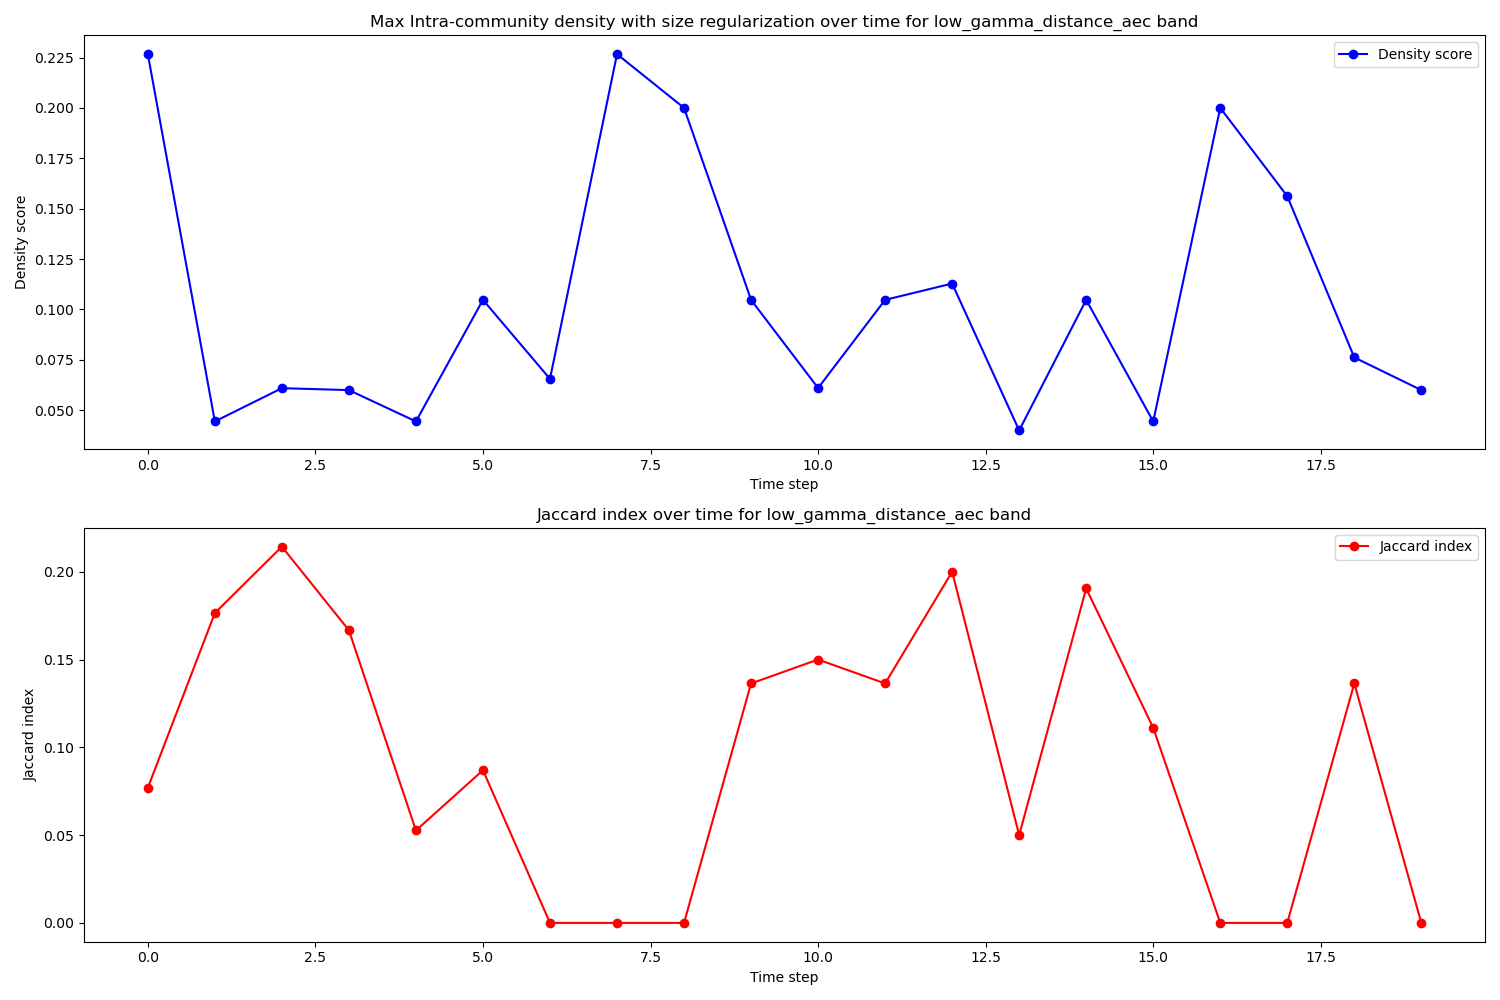 Max Intra-community density with size regularization over time for low_gamma_distance_aec band
Density score
0.225
0.200
0.175
0.150
0.125
0.100
0.075
0.050
Density score
0.0 2.5 5.0 7.5 10.0 12.5 15.0 17.5
Time step
Jaccard index over time for low_gamma_distance_aec band
Jaccard index
0.20
0.15
0.10
0.05
0.00
Jaccard index
0.0 2.5 5.0 7.5 10.0 12.5 15.0 17.5
Time step